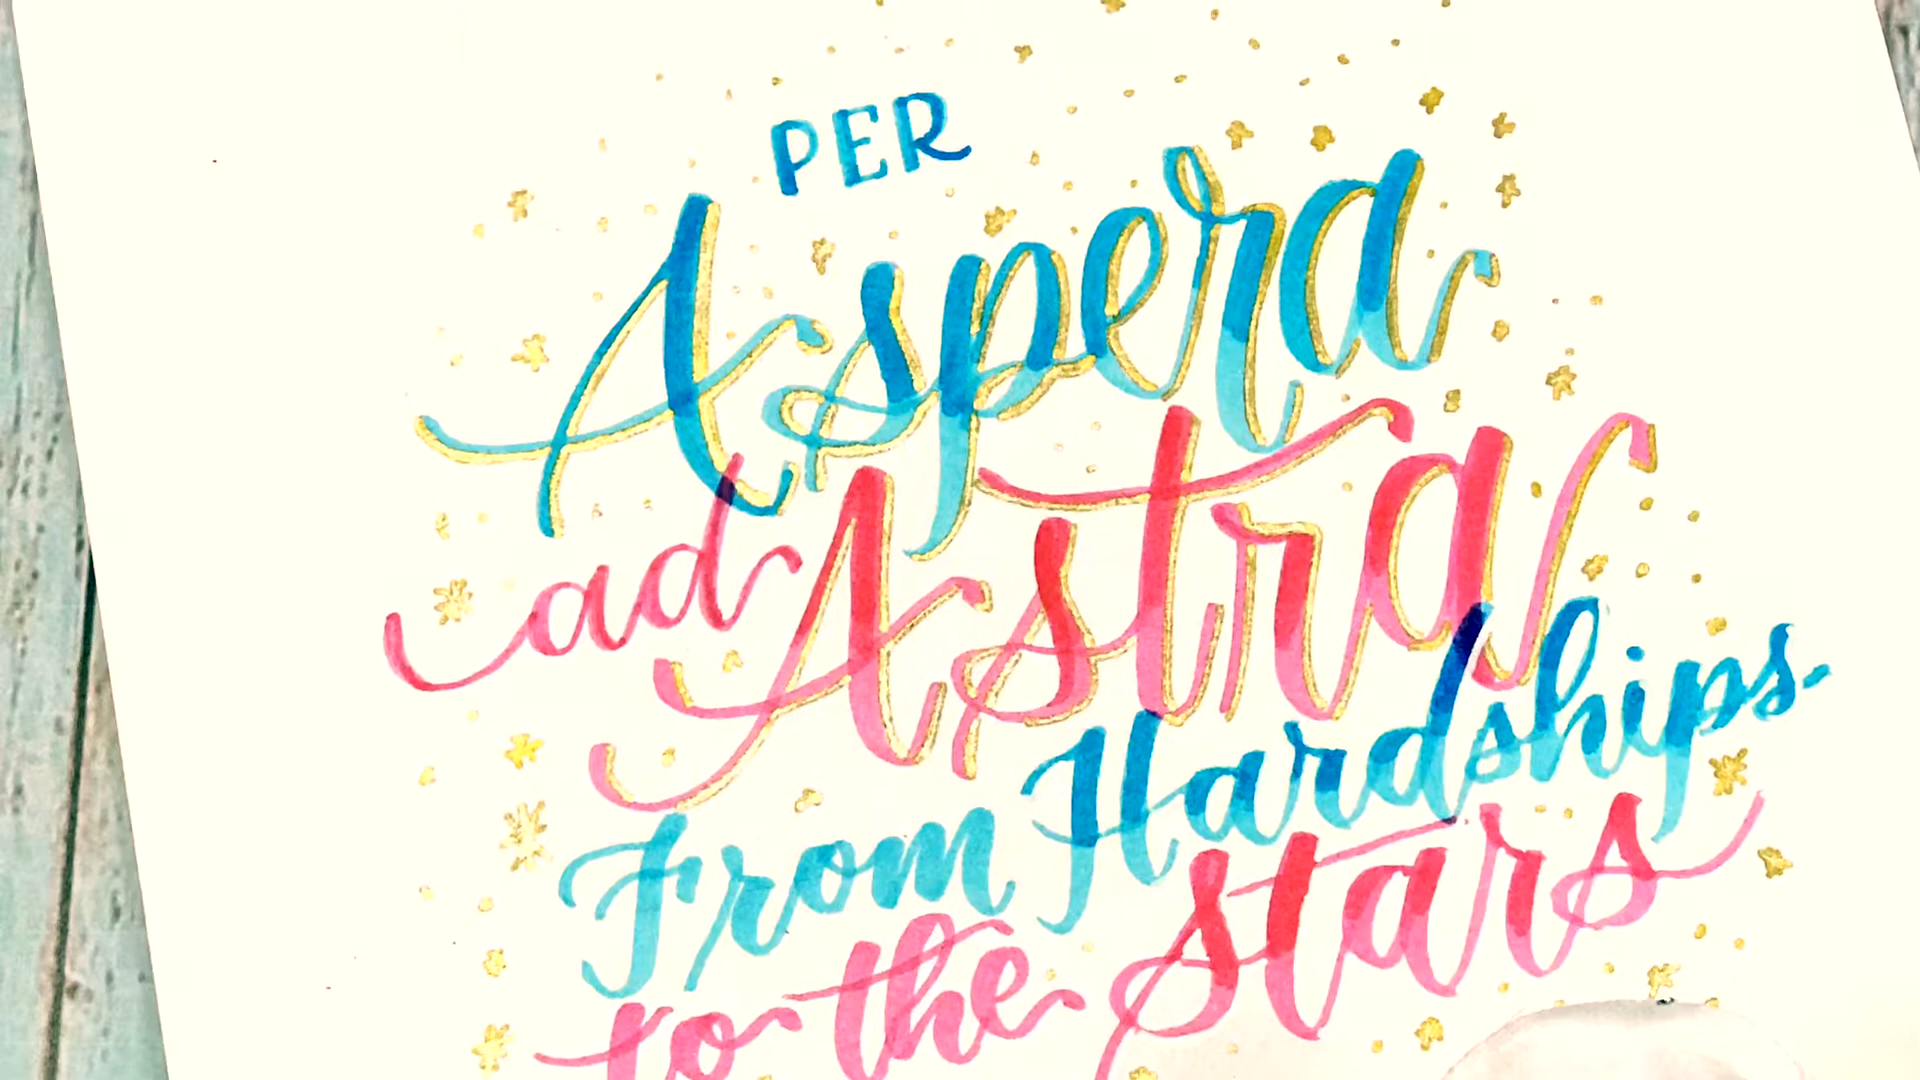 PER
Aspera
ad Astra
From Hardships.
to the stars